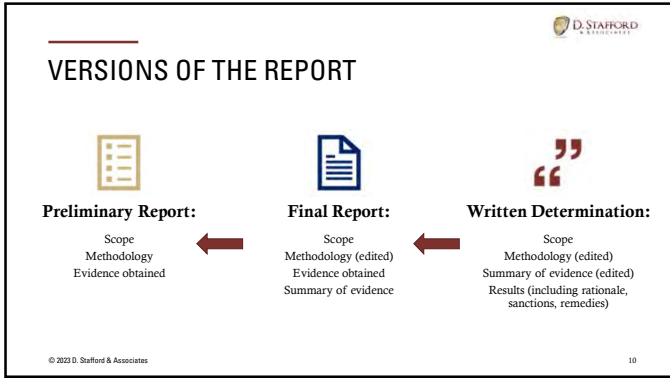 D. STAFFORD
& ASSOCIATES
VERSIONS OF THE REPORT
Preliminary Report:
Scope
Methodology
Evidence obtained
Final Report:
Scope
Methodology (edited)
Evidence obtained
Summary of evidence
Written Determination:
Scope
Methodology (edited)
Summary of evidence (edited)
Results (including rationale,
sanctions, remedies)
© 2023 D. Stafford & Associates
10